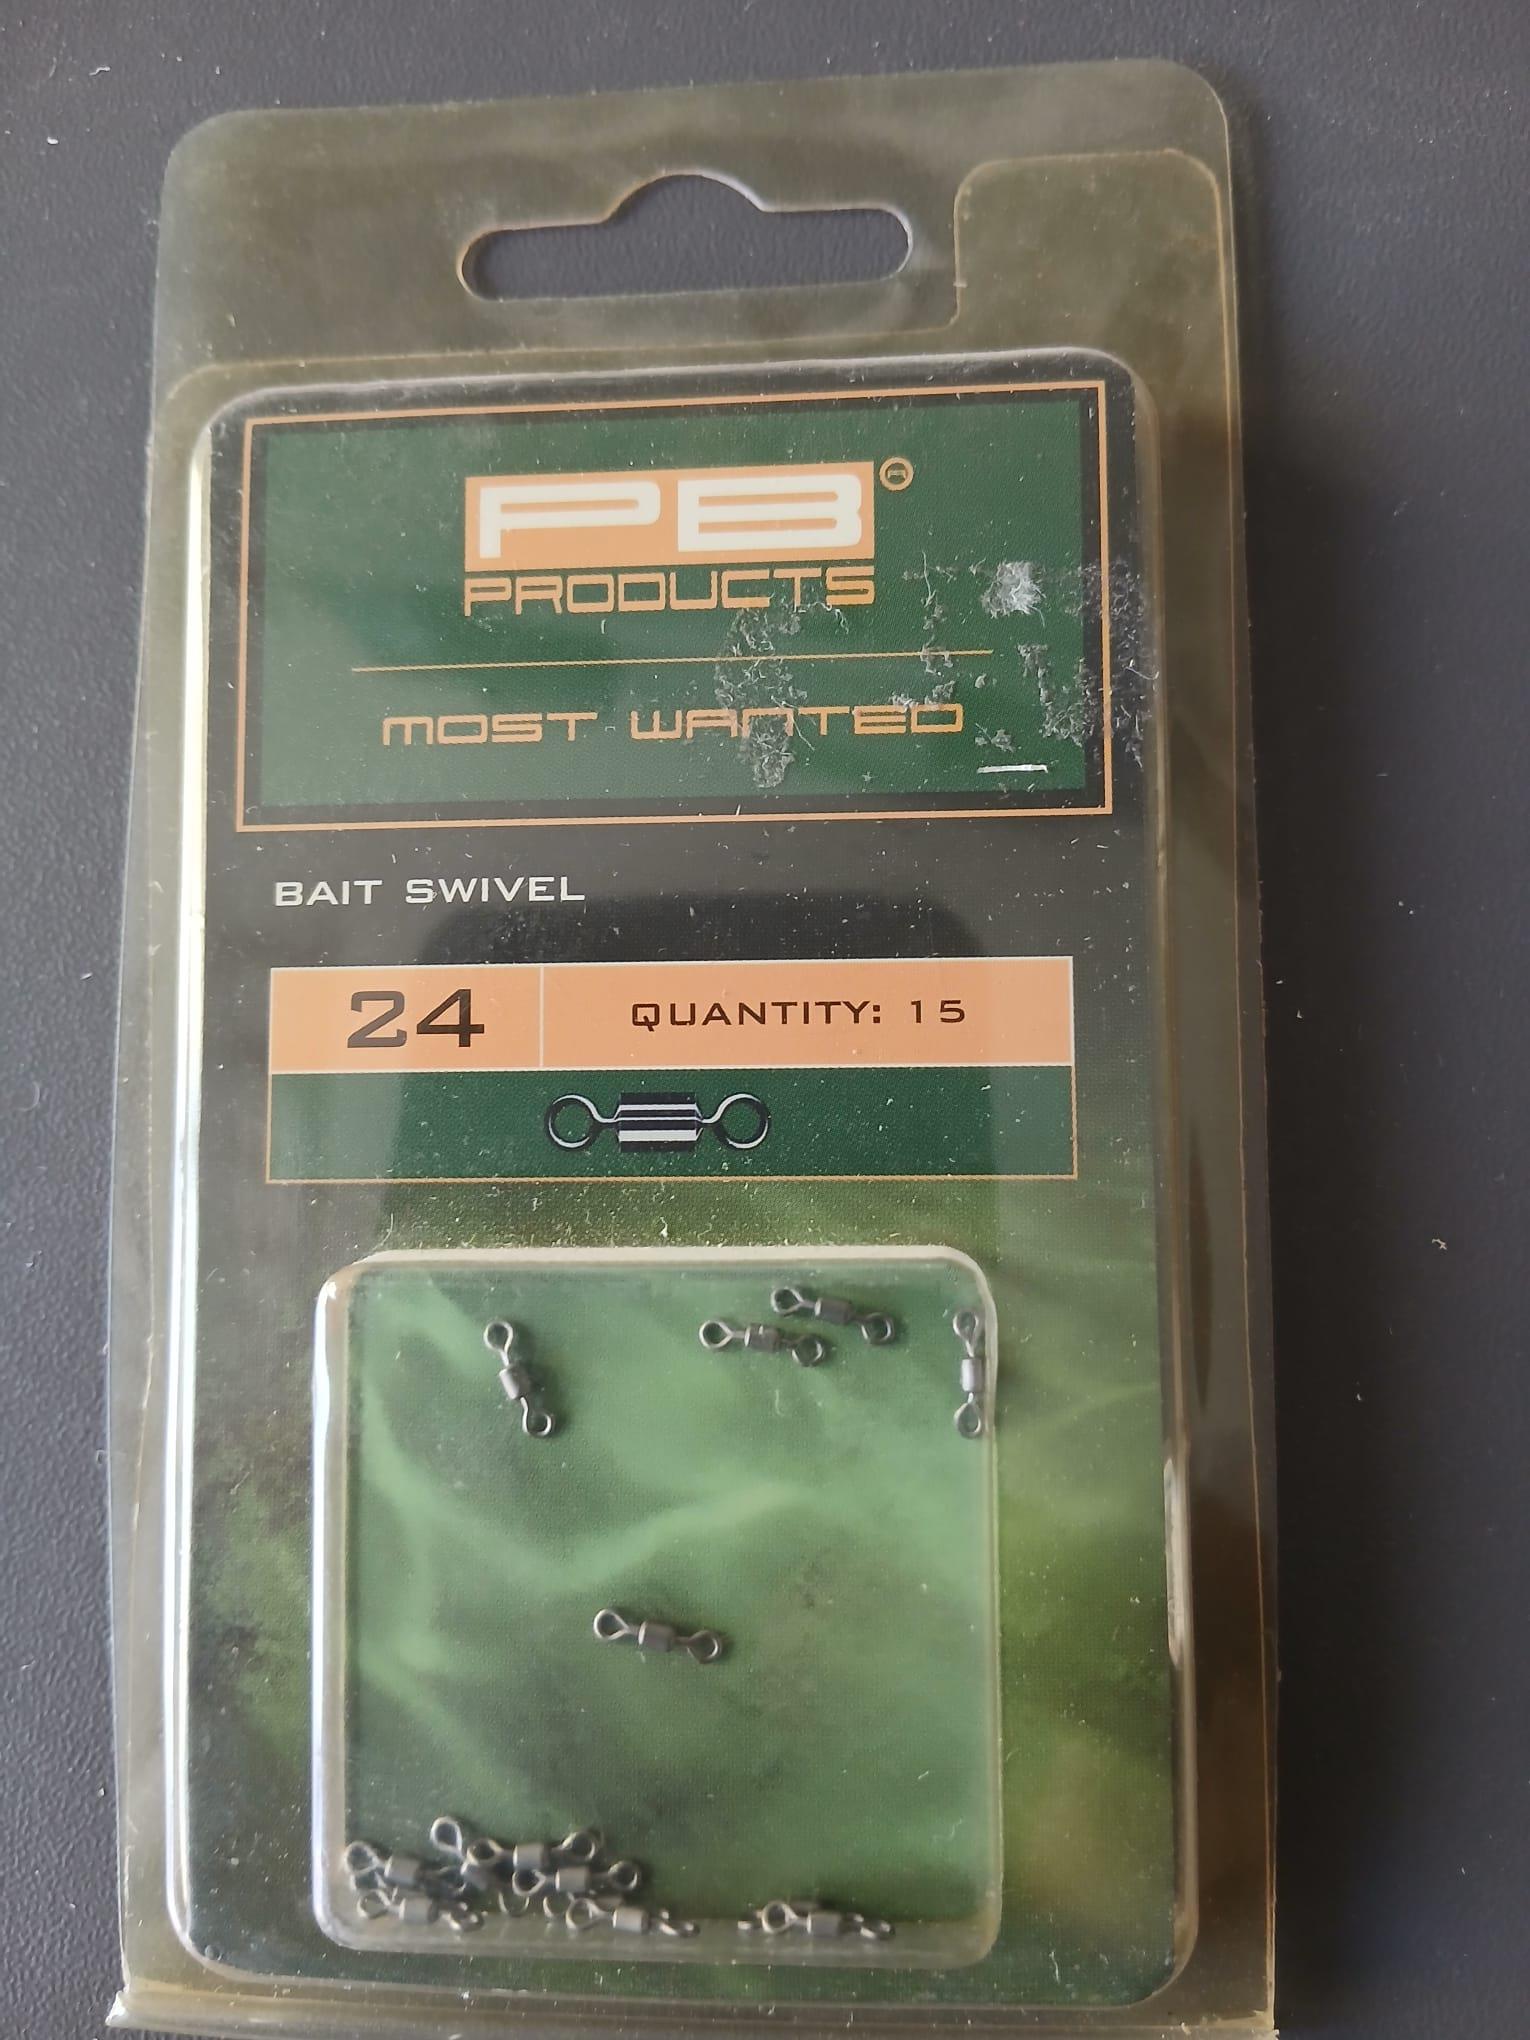 PB®
PRODUCTS
MOST WANTED
BAIT SWIVEL
24 QUANTITY: 15